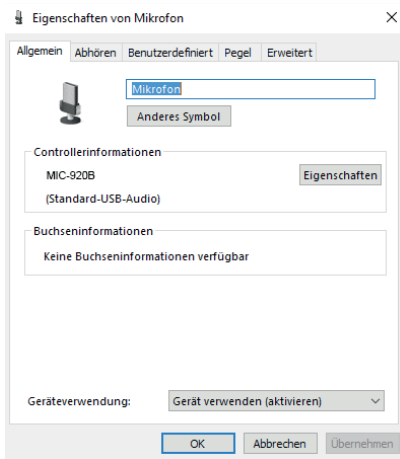 Eigenschaften von Mikrofon
Allgemein Abhören Benutzerdefiniert Pegel Erweitert
Mikrofon
Anderes Symbol
Controllerinformationen
MIC-920B
Eigenschaften
(Standard-USB-Audio)
Buchseninformationen
Keine Buchseninformationen verfügbar
Geräteverwendung: Gerät verwenden (aktivieren)
OK Abbrechen Übernehmen